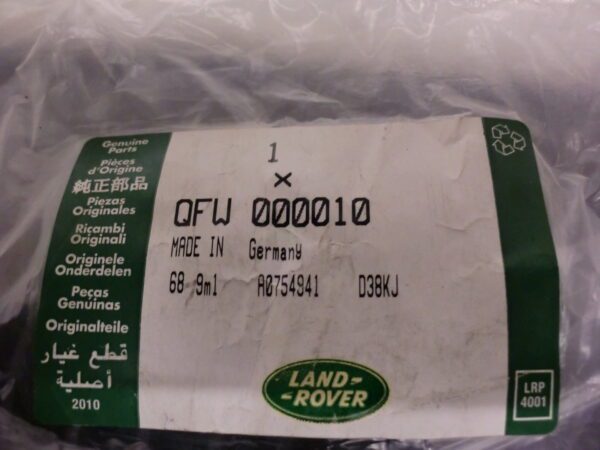 Genuine
Parts
Pièces
d'Origine
純正部品
Piezas
Originales
Ricambi
Originali
Originele
Onderdelen
Peças
Genuinas
Originalteile
قطع غيار
أصلية
2010
1
×
QFW 000010
MADE IN Germany
68 9ml A0754941 D38KJ
LAND-
-ROVER
LRP
4001